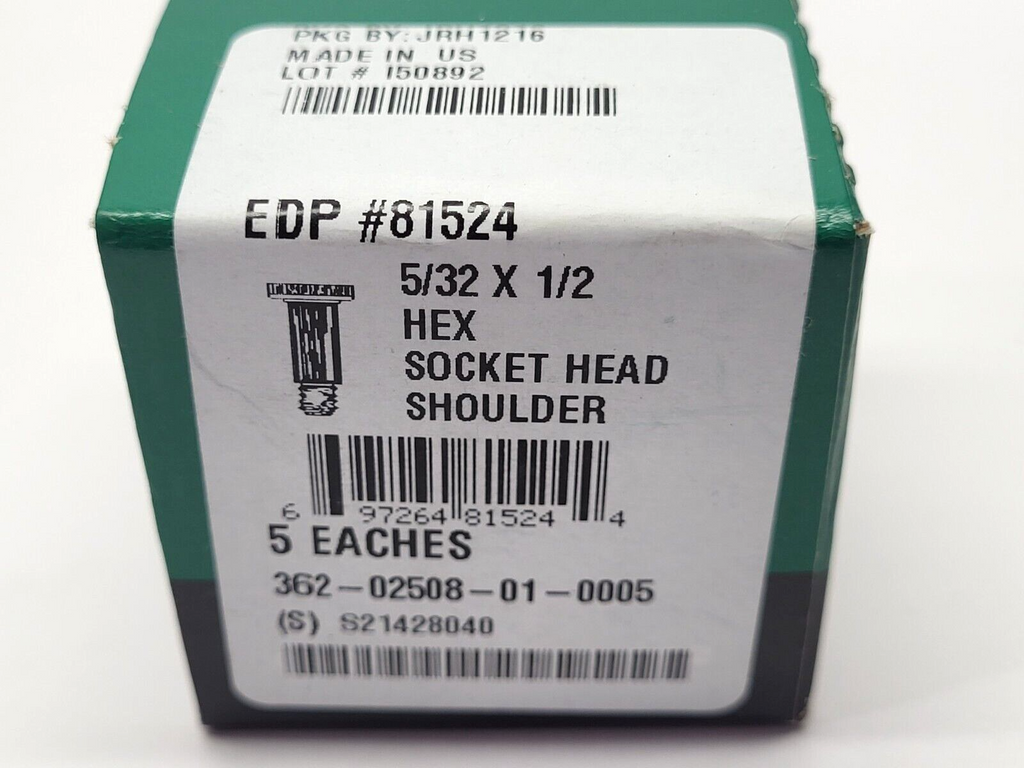 PKG BY: JRH1216
MADE IN US
LOT # I50892
EDP #81524
5/32 X 1/2
HEX
SOCKET HEAD
SHOULDER
6 97264 81524 4
5 EACHES
362-02508-01-0005
(S) S21428040